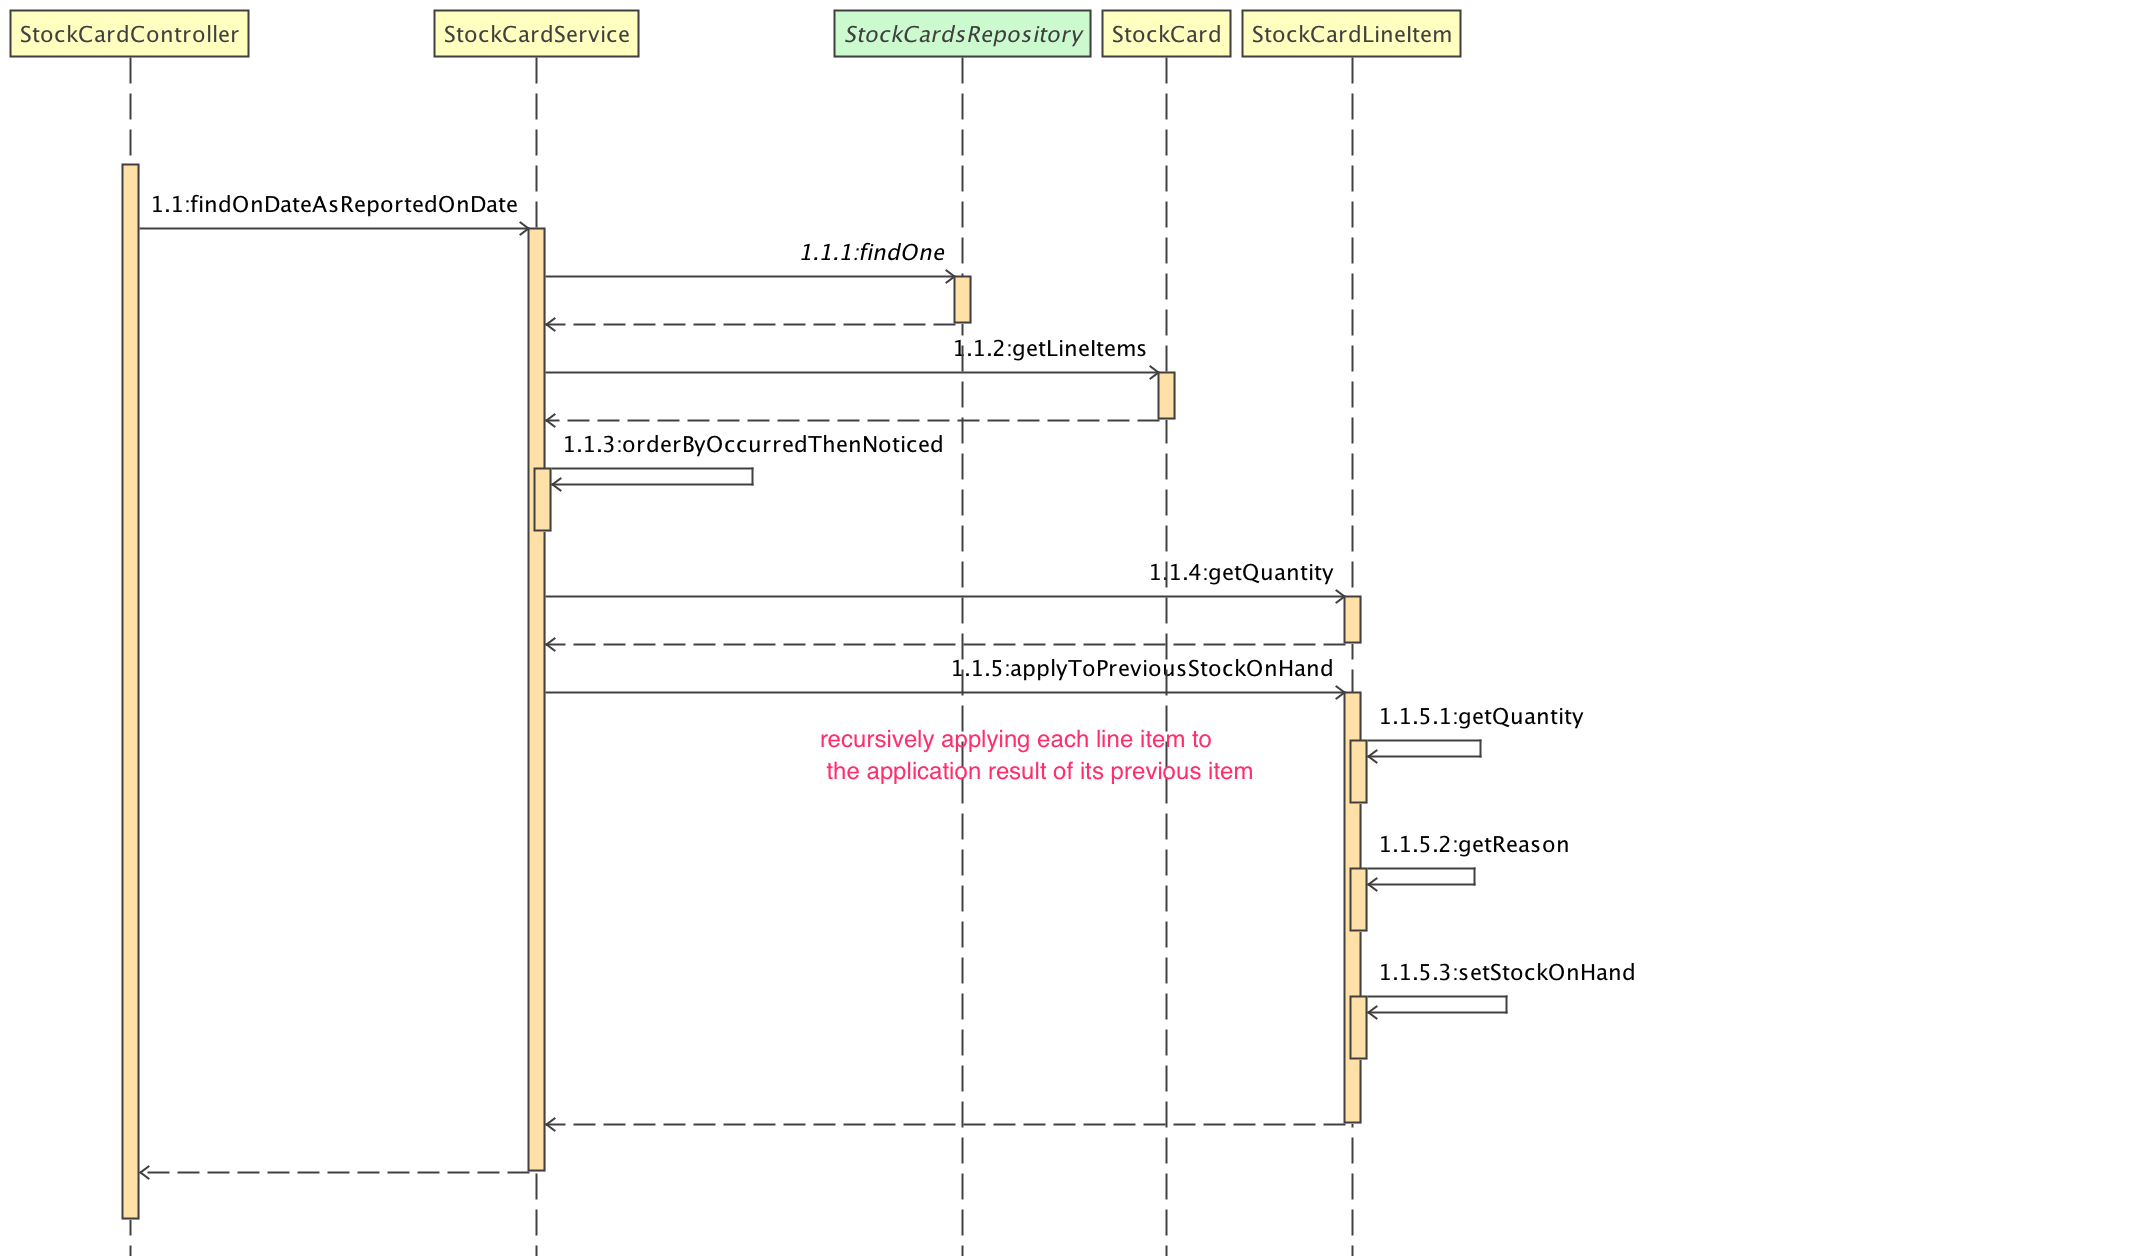 StockCardController
StockCardService
StockCardsRepository
StockCard
StockCardLineItem
1.1:findOnDateAsReportedOnDate
1.1.1:findOne
1.1.2:getLineItems
1.1.3:orderByOccurredThenNoticed
1.1.4:getQuantity
1.1.5:applyToPreviousStockOnHand
1.1.5.1:getQuantity
recursively applying each line item to
the application result of its previous item
1.1.5.2:getReason
1.1.5.3:setStockOnHand